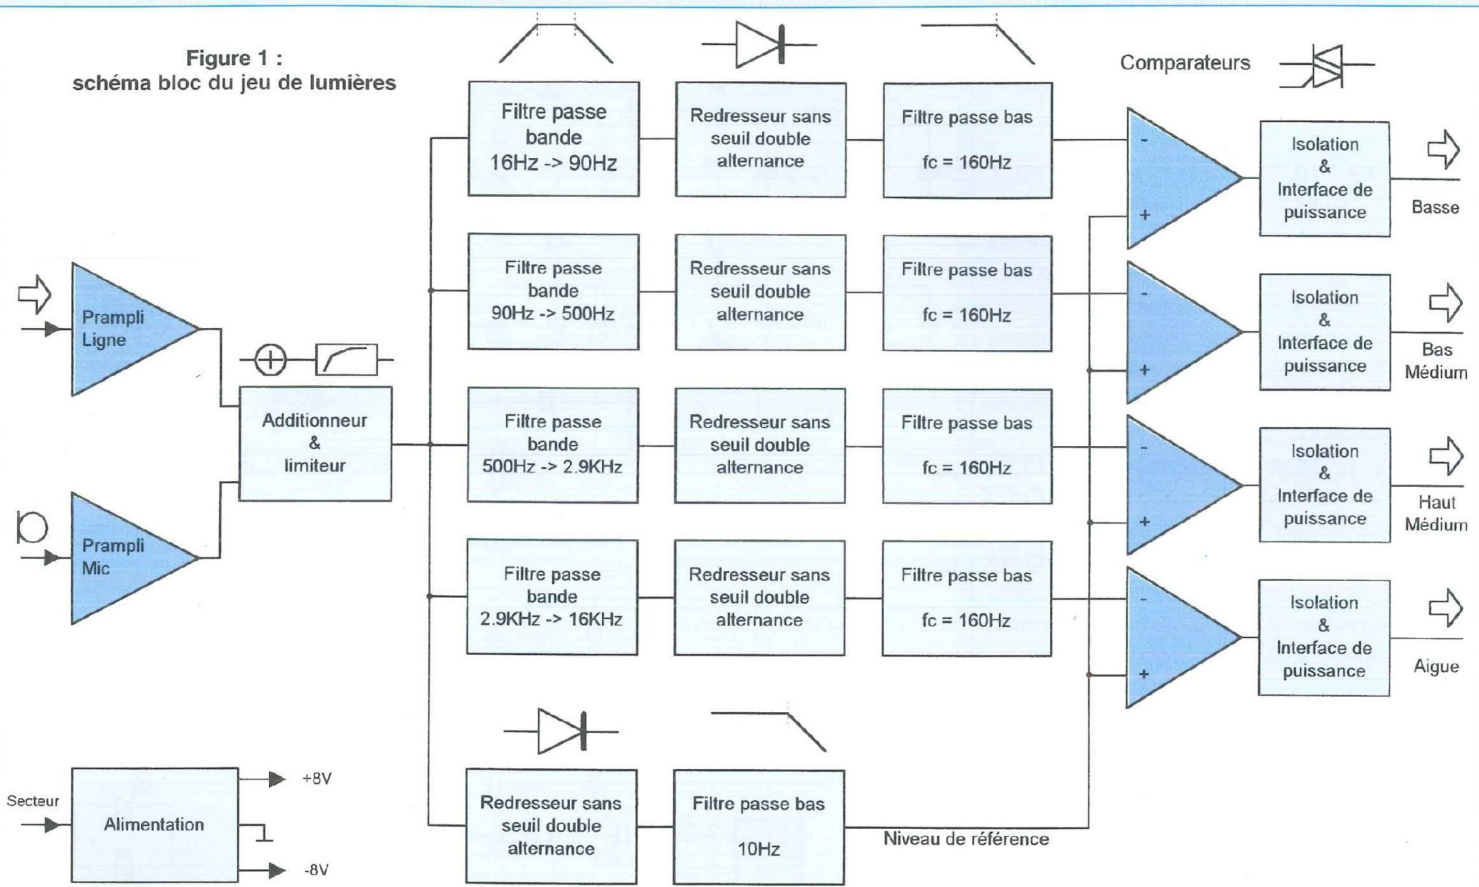 Figure 1 :
schéma bloc du jeu de lumières
Comparateurs
Filtre passe
bande
16Hz -> 90Hz
Redresseur sans
seuil double
alternance
Filtre passe bas
fc = 160Hz
-
+
Isolation
&
Interface de
puissance
Basse
Filtre passe
bande
90Hz -> 500Hz
Redresseur sans
seuil double
alternance
Filtre passe bas
fc = 160Hz
-
+
Isolation
&
Interface de
puissance
Bas
Médium
Prampli
Ligne
Additionneur
&
limiteur
Filtre passe
bande
500Hz -> 2.9KHz
Redresseur sans
seuil double
alternance
Filtre passe bas
fc = 160Hz
-
+
Isolation
&
Interface de
puissance
Haut
Médium
Prampli
Mic
Filtre passe
bande
2.9KHz -> 16KHz
Redresseur sans
seuil double
alternance
Filtre passe bas
fc = 160Hz
-
+
Isolation
&
Interface de
puissance
Aigue
Secteur
Alimentation
+8V
-8V
Redresseur sans
seuil double
alternance
Filtre passe bas
10Hz
Niveau de référence